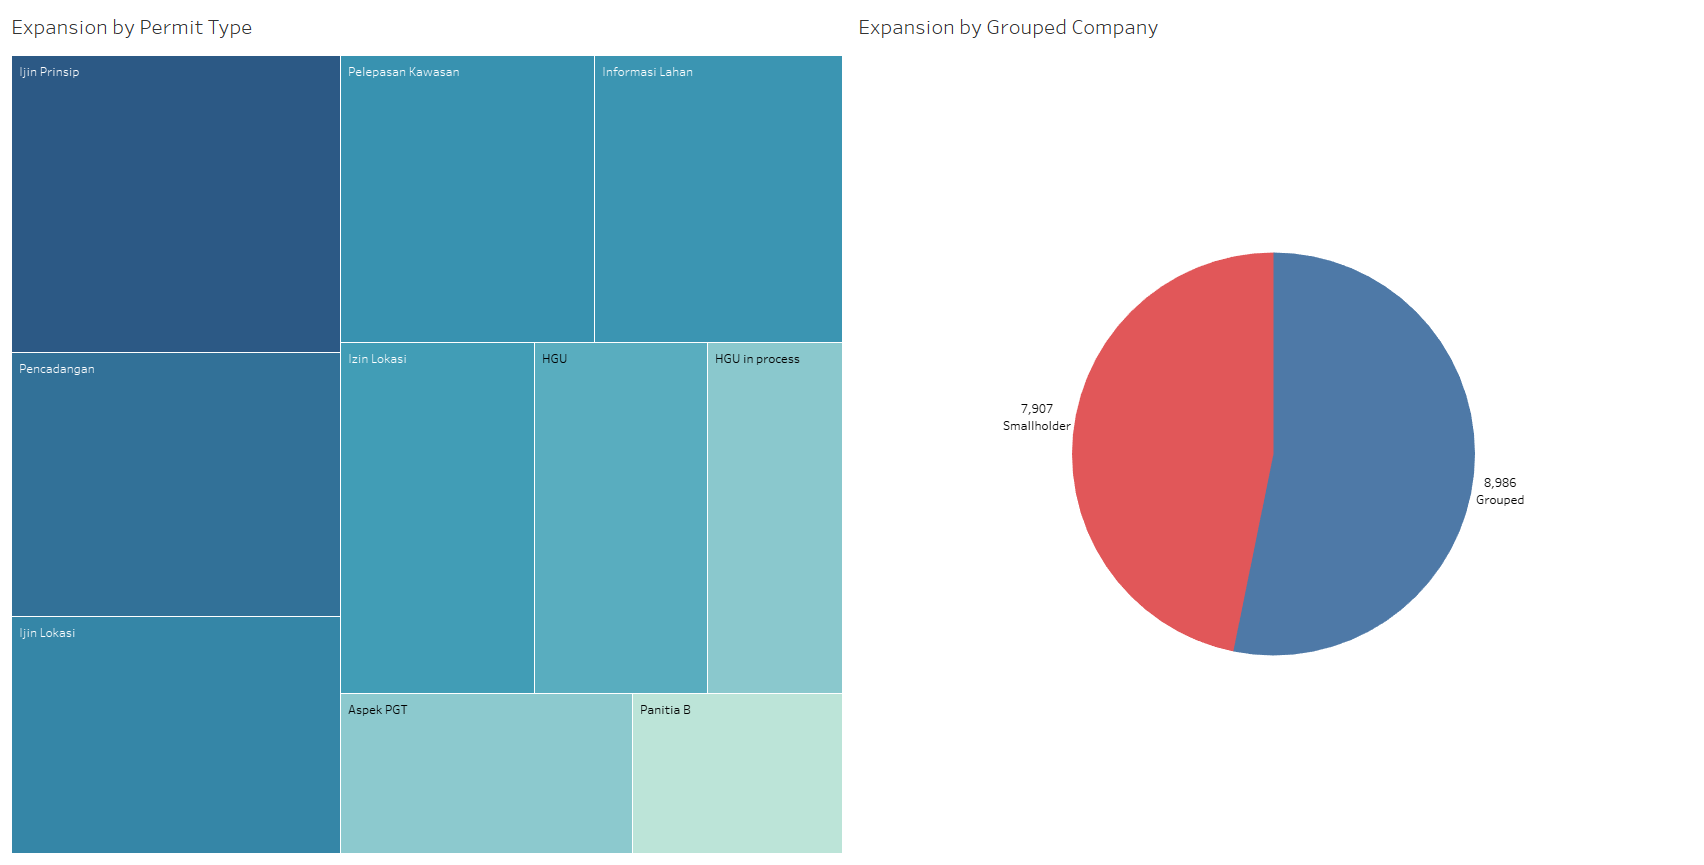 Expansion by Permit Type
Ijin Prinsip
Pelepasan Kawasan
Informasi Lahan
Pencadangan
Izin Lokasi
HGU
HGU in process
Ijin Lokasi
Aspek PGT
Panitia B
Expansion by Grouped Company
7,907
Smallholder
8,986
Grouped